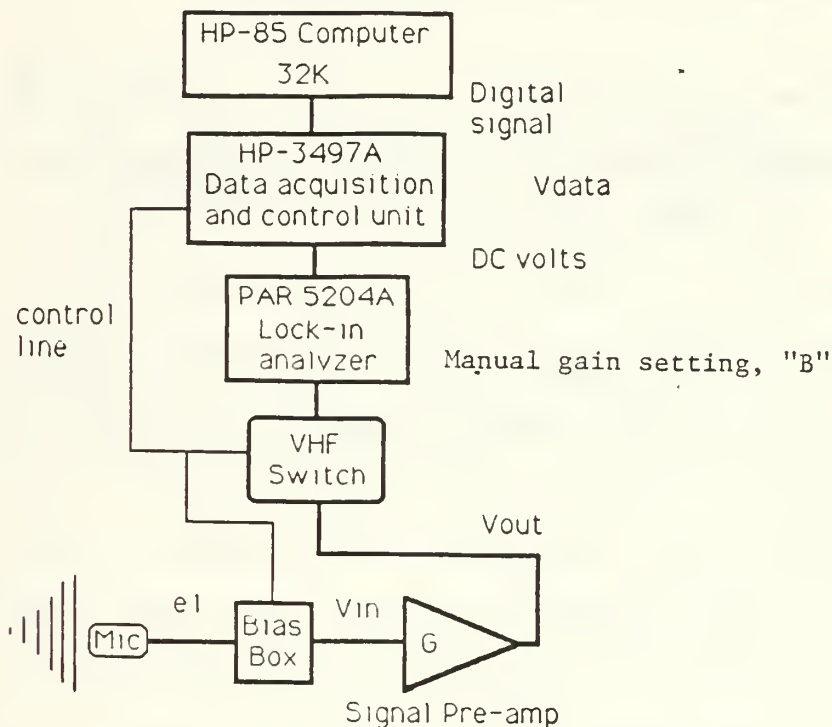 HP-85 Computer
32K
Digital
signal
HP-3497A
Data acquisition
and control unit
Vdata
DC volts
PAR 5204A
Lock-in
analyzer
control
line
Manual gain setting, "B"
VHF
Switch
Vout
el
Vin
Mic
Bias
Box
G
Signal Pre-amp